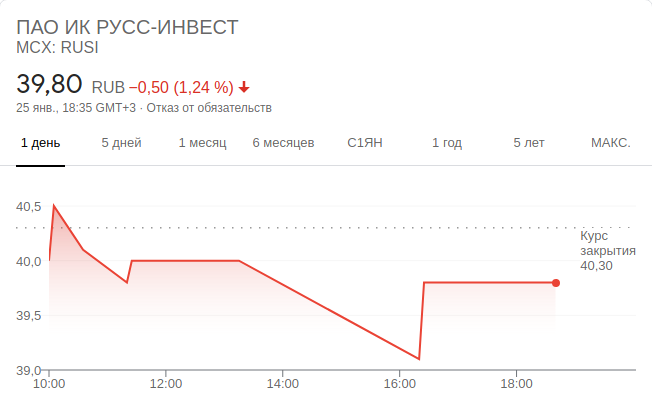 ПАО ИК РУСС-ИНВЕСТ
MCX: RUSI
39,80 RUB −0,50 (1,24 %)
25 янв., 18:35 GMT+3 · Отказ от обязательств
1 день 5 дней 1 месяц 6 месяцев С1ЯН 1 год 5 лет МАКС.
40,5
Курс
закрытия
40,30
40,0
39,5
39,0
10:00 12:00 14:00 16:00 18:00